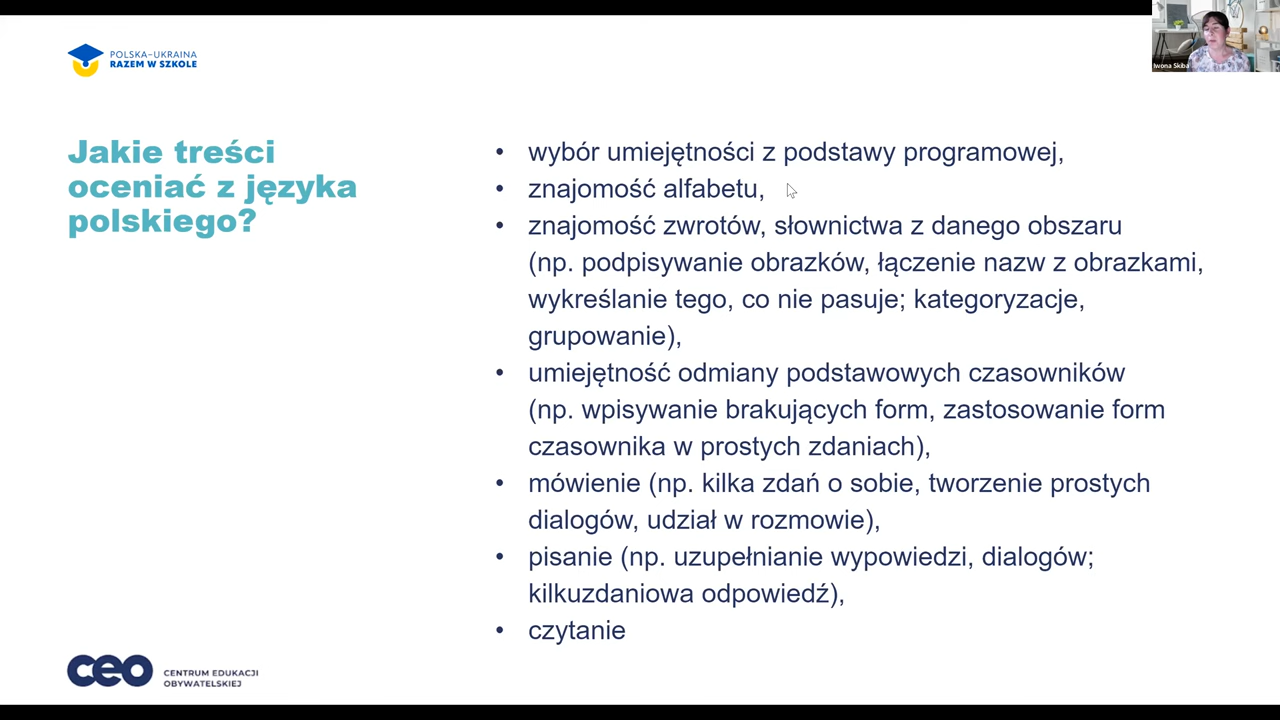 POLSKA–UKRAINA
RAZEM W SZKOLE
Iwona Skiba
Jakie treści
oceniać z języka
polskiego?
• wybór umiejętności z podstawy programowej,
• znajomość alfabetu,
• znajomość zwrotów, słownictwa z danego obszaru
(np. podpisywanie obrazków, łączenie nazw z obrazkami,
wykreślanie tego, co nie pasuje; kategoryzacje,
grupowanie),
• umiejętność odmiany podstawowych czasowników
(np. wpisywanie brakujących form, zastosowanie form
czasownika w prostych zdaniach),
• mówienie (np. kilka zdań o sobie, tworzenie prostych
dialogów, udział w rozmowie),
• pisanie (np. uzupełnianie wypowiedzi, dialogów;
kilkuzdaniowa odpowiedź),
• czytanie
ceo
CENTRUM EDUKACJI
OBYWATELSKIEJ